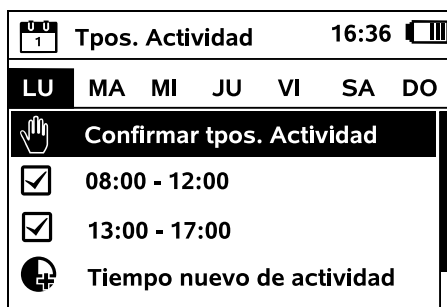 1 Tpos. Actividad 16:36
LU MA MI JU VI SA DO
Confirmar tpos. Actividad
08:00 - 12:00
13:00 - 17:00
Tiempo nuevo de actividad